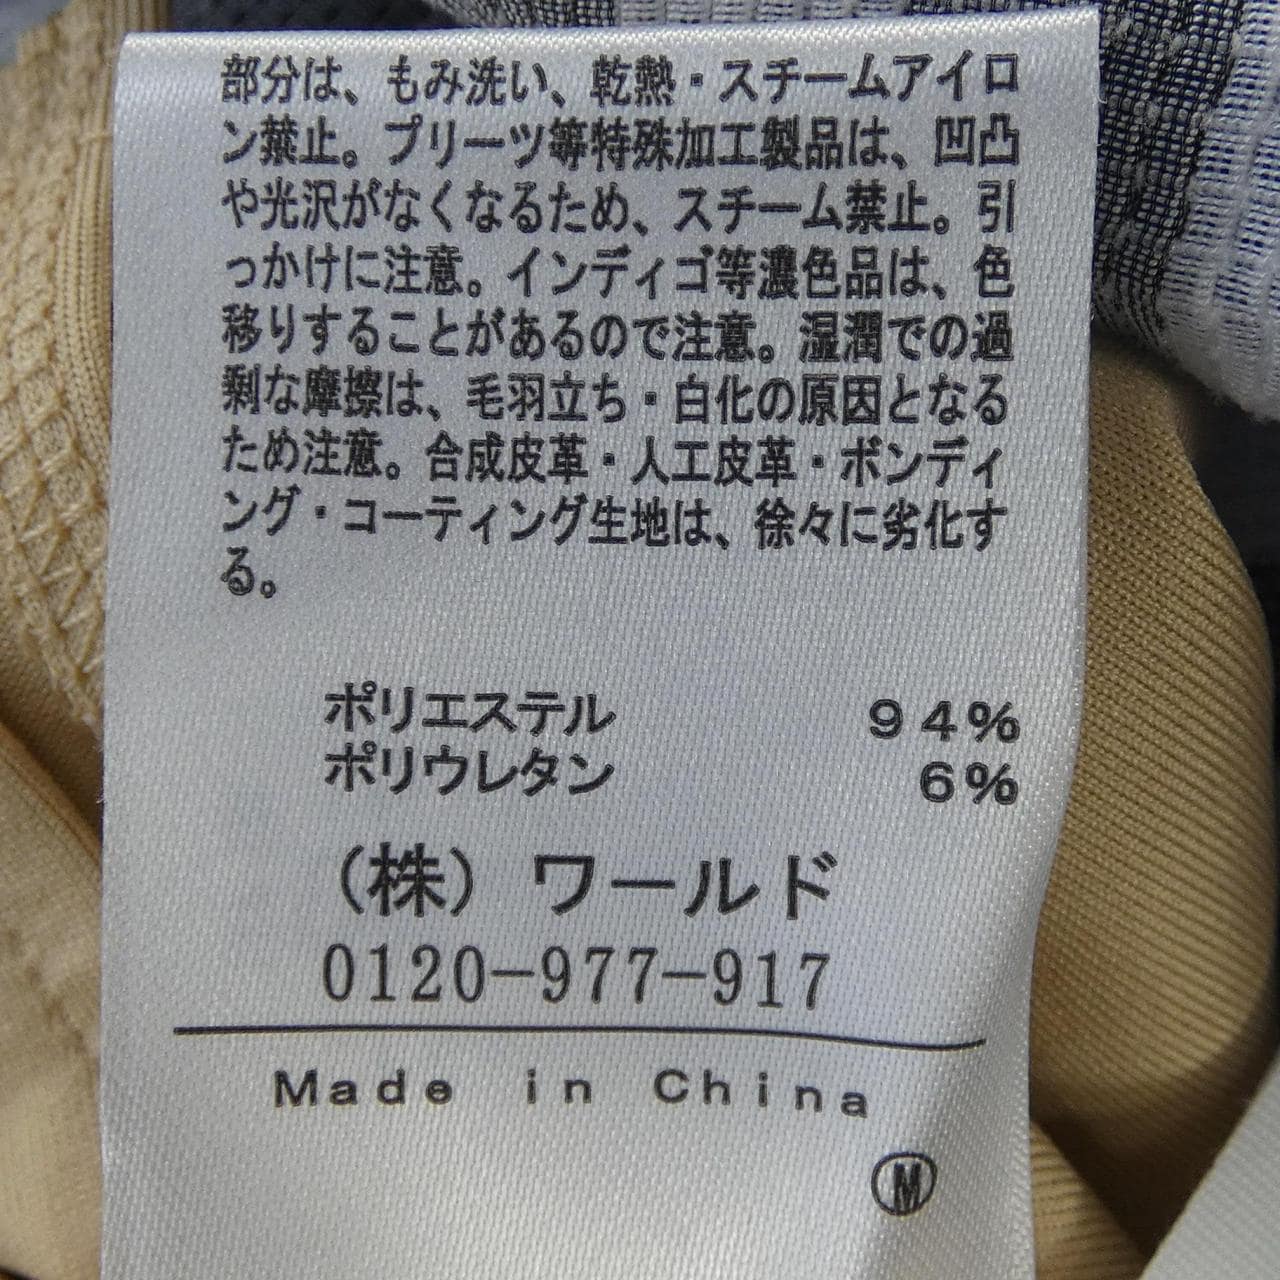 部分は、もみ洗い、乾熱・スチームアイロ
ン禁止。プリーツ等特殊加工製品は、凹凸
や光沢がなくなるため、スチーム禁止。引
っかけに注意。インディゴ等濃色品は、色
移りすることがあるので注意。湿潤での過
剰な摩擦は、毛羽立ち・白化の原因となる
ため注意。合成皮革・人工皮革・ボンディ
ング・コーティング生地は、徐々に劣化す
る。
ポリエステル 94%
ポリウレタン 6%
(株)ワールド
0120-977-917
Made in China
Ⓜ